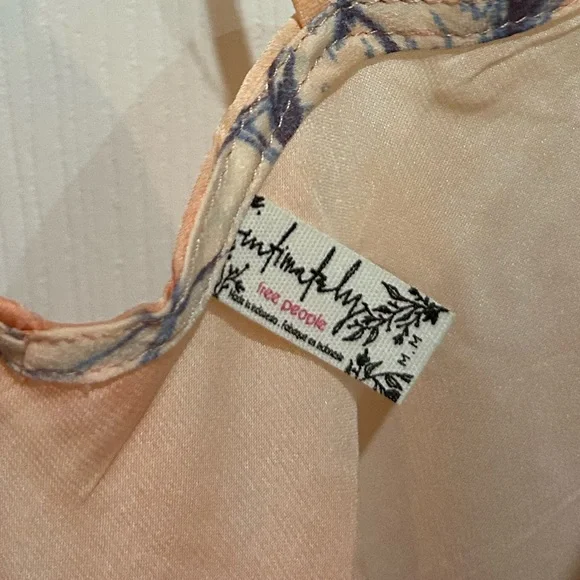 intimately
free people
Made in Indonesia . Fabriqué en Indonésie
M . M